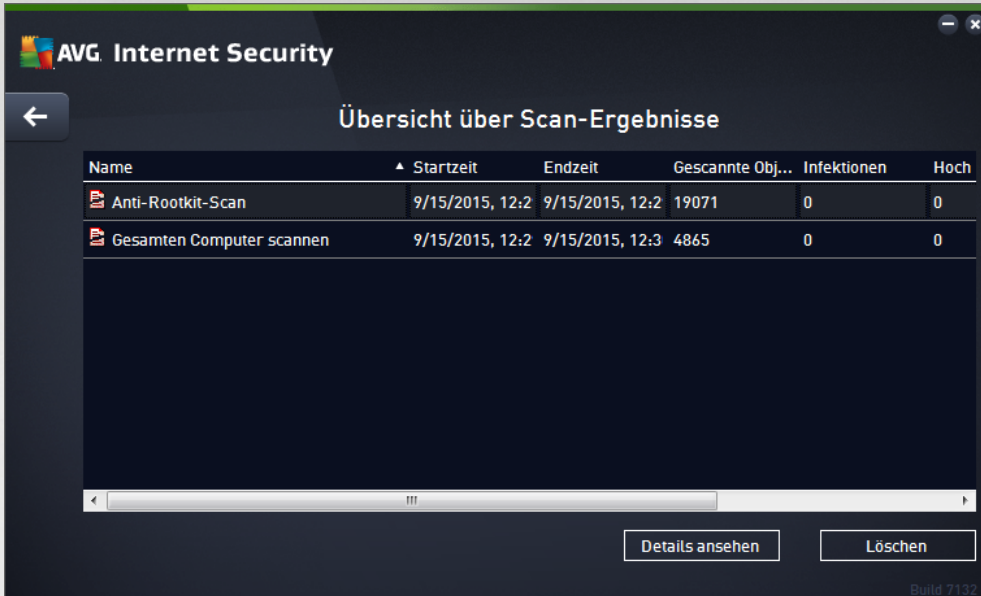 AVG Internet Security
Übersicht über Scan-Ergebnisse
Name Startzeit Endzeit Gescannte Obj... Infektionen Hoch
Anti-Rootkit-Scan 9/15/2015, 12:2 9/15/2015, 12:2 19071 0 0
Gesamten Computer scannen 9/15/2015, 12:2 9/15/2015, 12:3 4865 0 0
Details ansehen Löschen
Build 7132